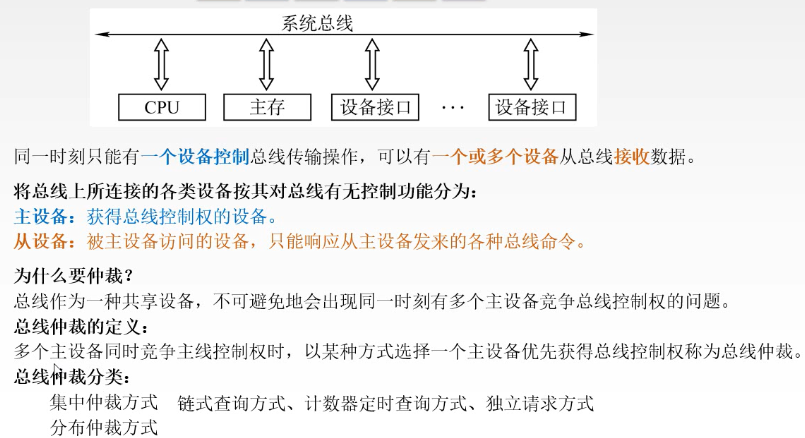 系统总线
CPU 主存 设备接口 ··· 设备接口
同一时刻只能有一个设备控制总线传输操作，可以有一个或多个设备从总线接收数据。
将总线上所连接的各类设备按其对总线有无控制功能分为：
主设备：获得总线控制权的设备。
从设备：被主设备访问的设备，只能响应从主设备发来的各种总线命令。
为什么要仲裁？
总线作为一种共享设备，不可避免地会出现同一时刻有多个主设备竞争总线控制权的问题。
总线仲裁的定义：
多个主设备同时竞争主线控制权时，以某种方式选择一个主设备优先获得总线控制权称为总线仲裁。
总线仲裁分类：
集中仲裁方式 链式查询方式、计数器定时查询方式、独立请求方式
分布仲裁方式